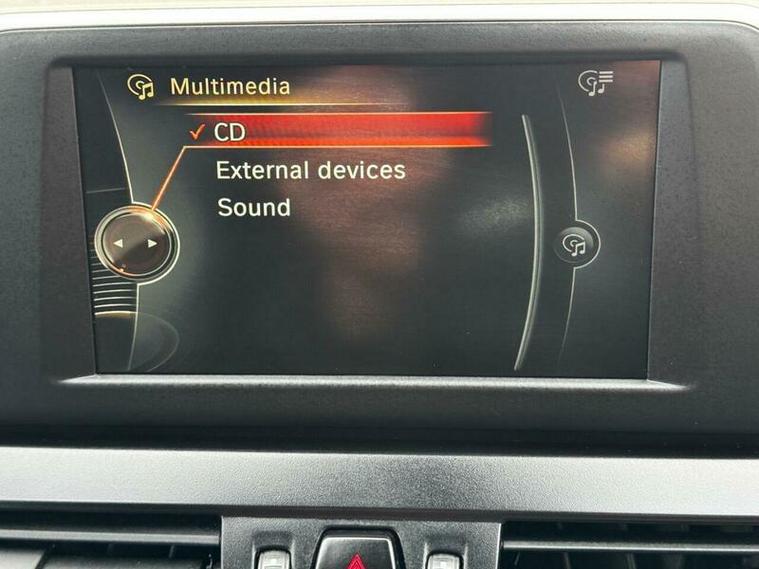 Multimedia
CD
External devices
Sound